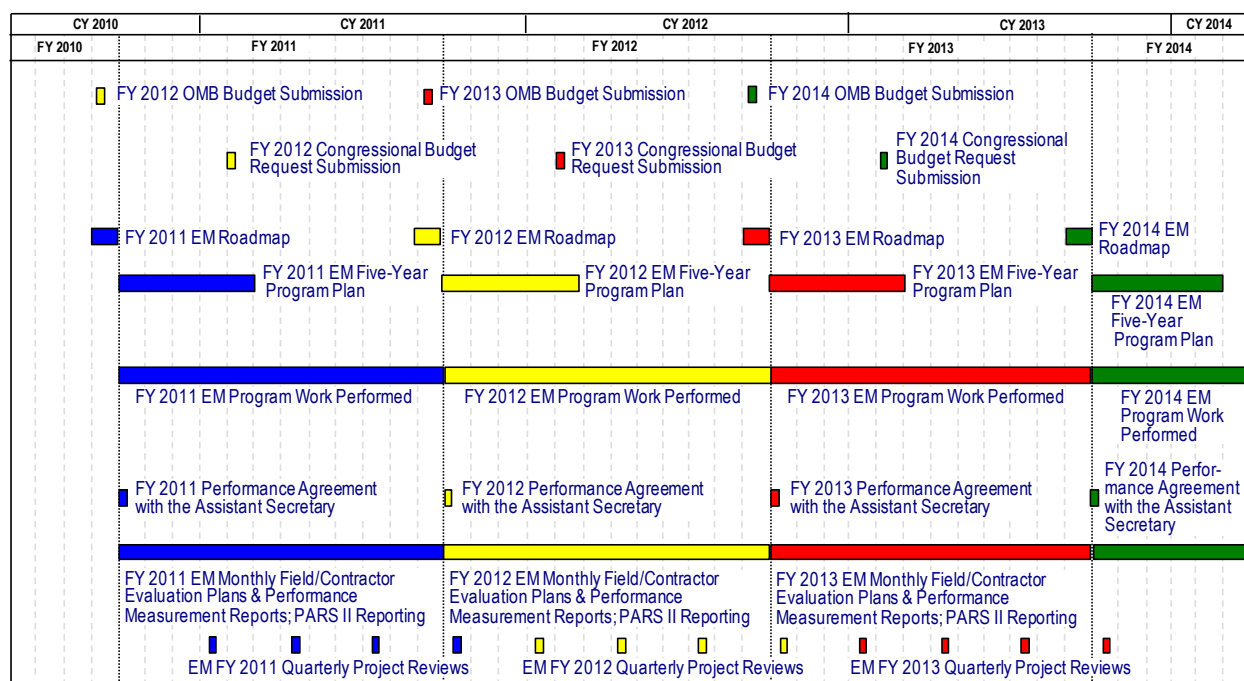 CY 2010 CY 2011 CY 2012 CY 2013 CY 2014
FY 2010 FY 2011 FY 2012 FY 2013 FY 2014
FY 2012 OMB Budget Submission
FY 2013 OMB Budget Submission
FY 2014 OMB Budget Submission
FY 2012 Congressional Budget
Request Submission
FY 2013 Congressional Budget
Request Submission
FY 2014 Congressional
Budget Request
Submission
FY 2011 EM Roadmap
FY 2012 EM Roadmap
FY 2013 EM Roadmap
FY 2014 EM
Roadmap
FY 2011 EM Five-Year
Program Plan
FY 2012 EM Five-Year
Program Plan
FY 2013 EM Five-Year
Program Plan
FY 2014 EM
Five-Year
Program Plan
FY 2011 EM Program Work Performed
FY 2012 EM Program Work Performed
FY 2013 EM Program Work Performed
FY 2014 EM
Program Work
Performed
FY 2011 Performance Agreement
with the Assistant Secretary
FY 2012 Performance Agreement
with the Assistant Secretary
FY 2013 Performance Agreement
with the Assistant Secretary
FY 2014 Perfor-
mance Agreement
with the Assistant
Secretary
FY 2011 EM Monthly Field/Contractor
Evaluation Plans & Performance
Measurement Reports; PARS II Reporting
FY 2012 EM Monthly Field/Contractor
Evaluation Plans & Performance
Measurement Reports; PARS II Reporting
FY 2013 EM Monthly Field/Contractor
Evaluation Plans & Performance
Measurement Reports; PARS II Reporting
EM FY 2011 Quarterly Project Reviews
EM FY 2012 Quarterly Project Reviews
EM FY 2013 Quarterly Project Reviews